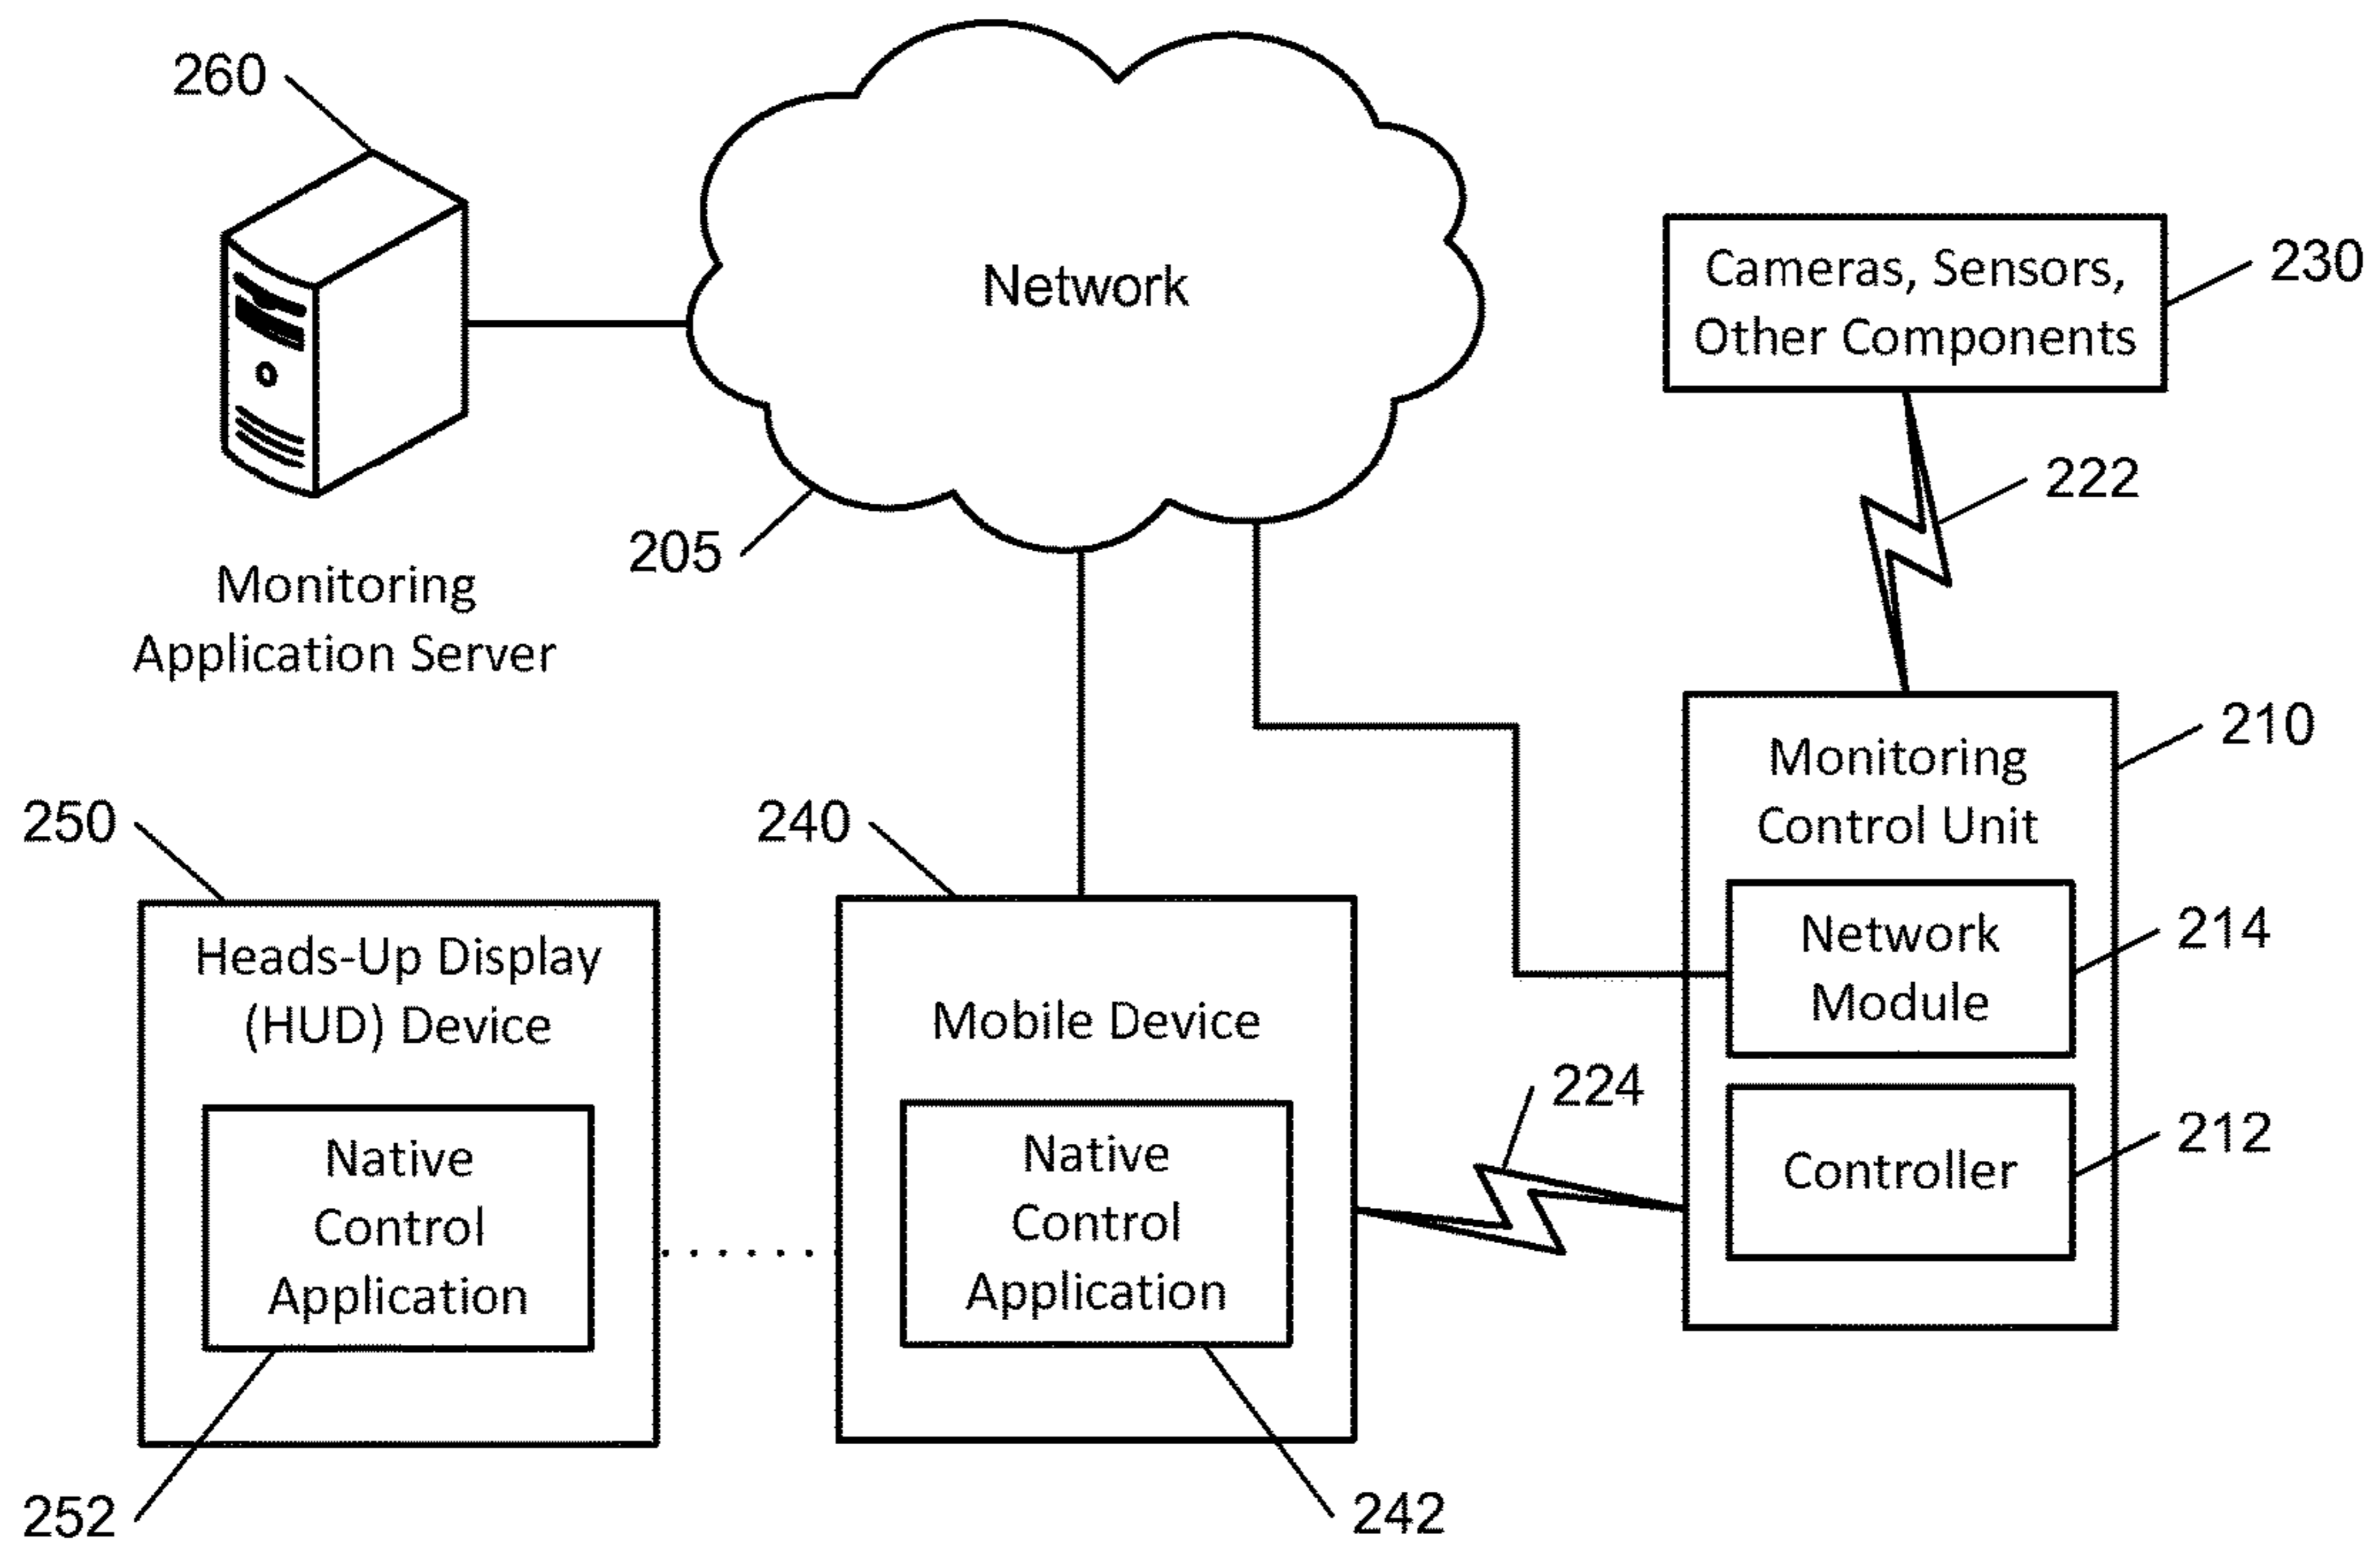 260
Network
Cameras, Sensors,
Other Components
230
222
205
Monitoring
Application Server
210
Monitoring
Control Unit
250
240
Network
Module
214
Heads-Up Display
(HUD) Device
Mobile Device
224
Controller
212
Native
Control
Application
Native
Control
Application
252
242